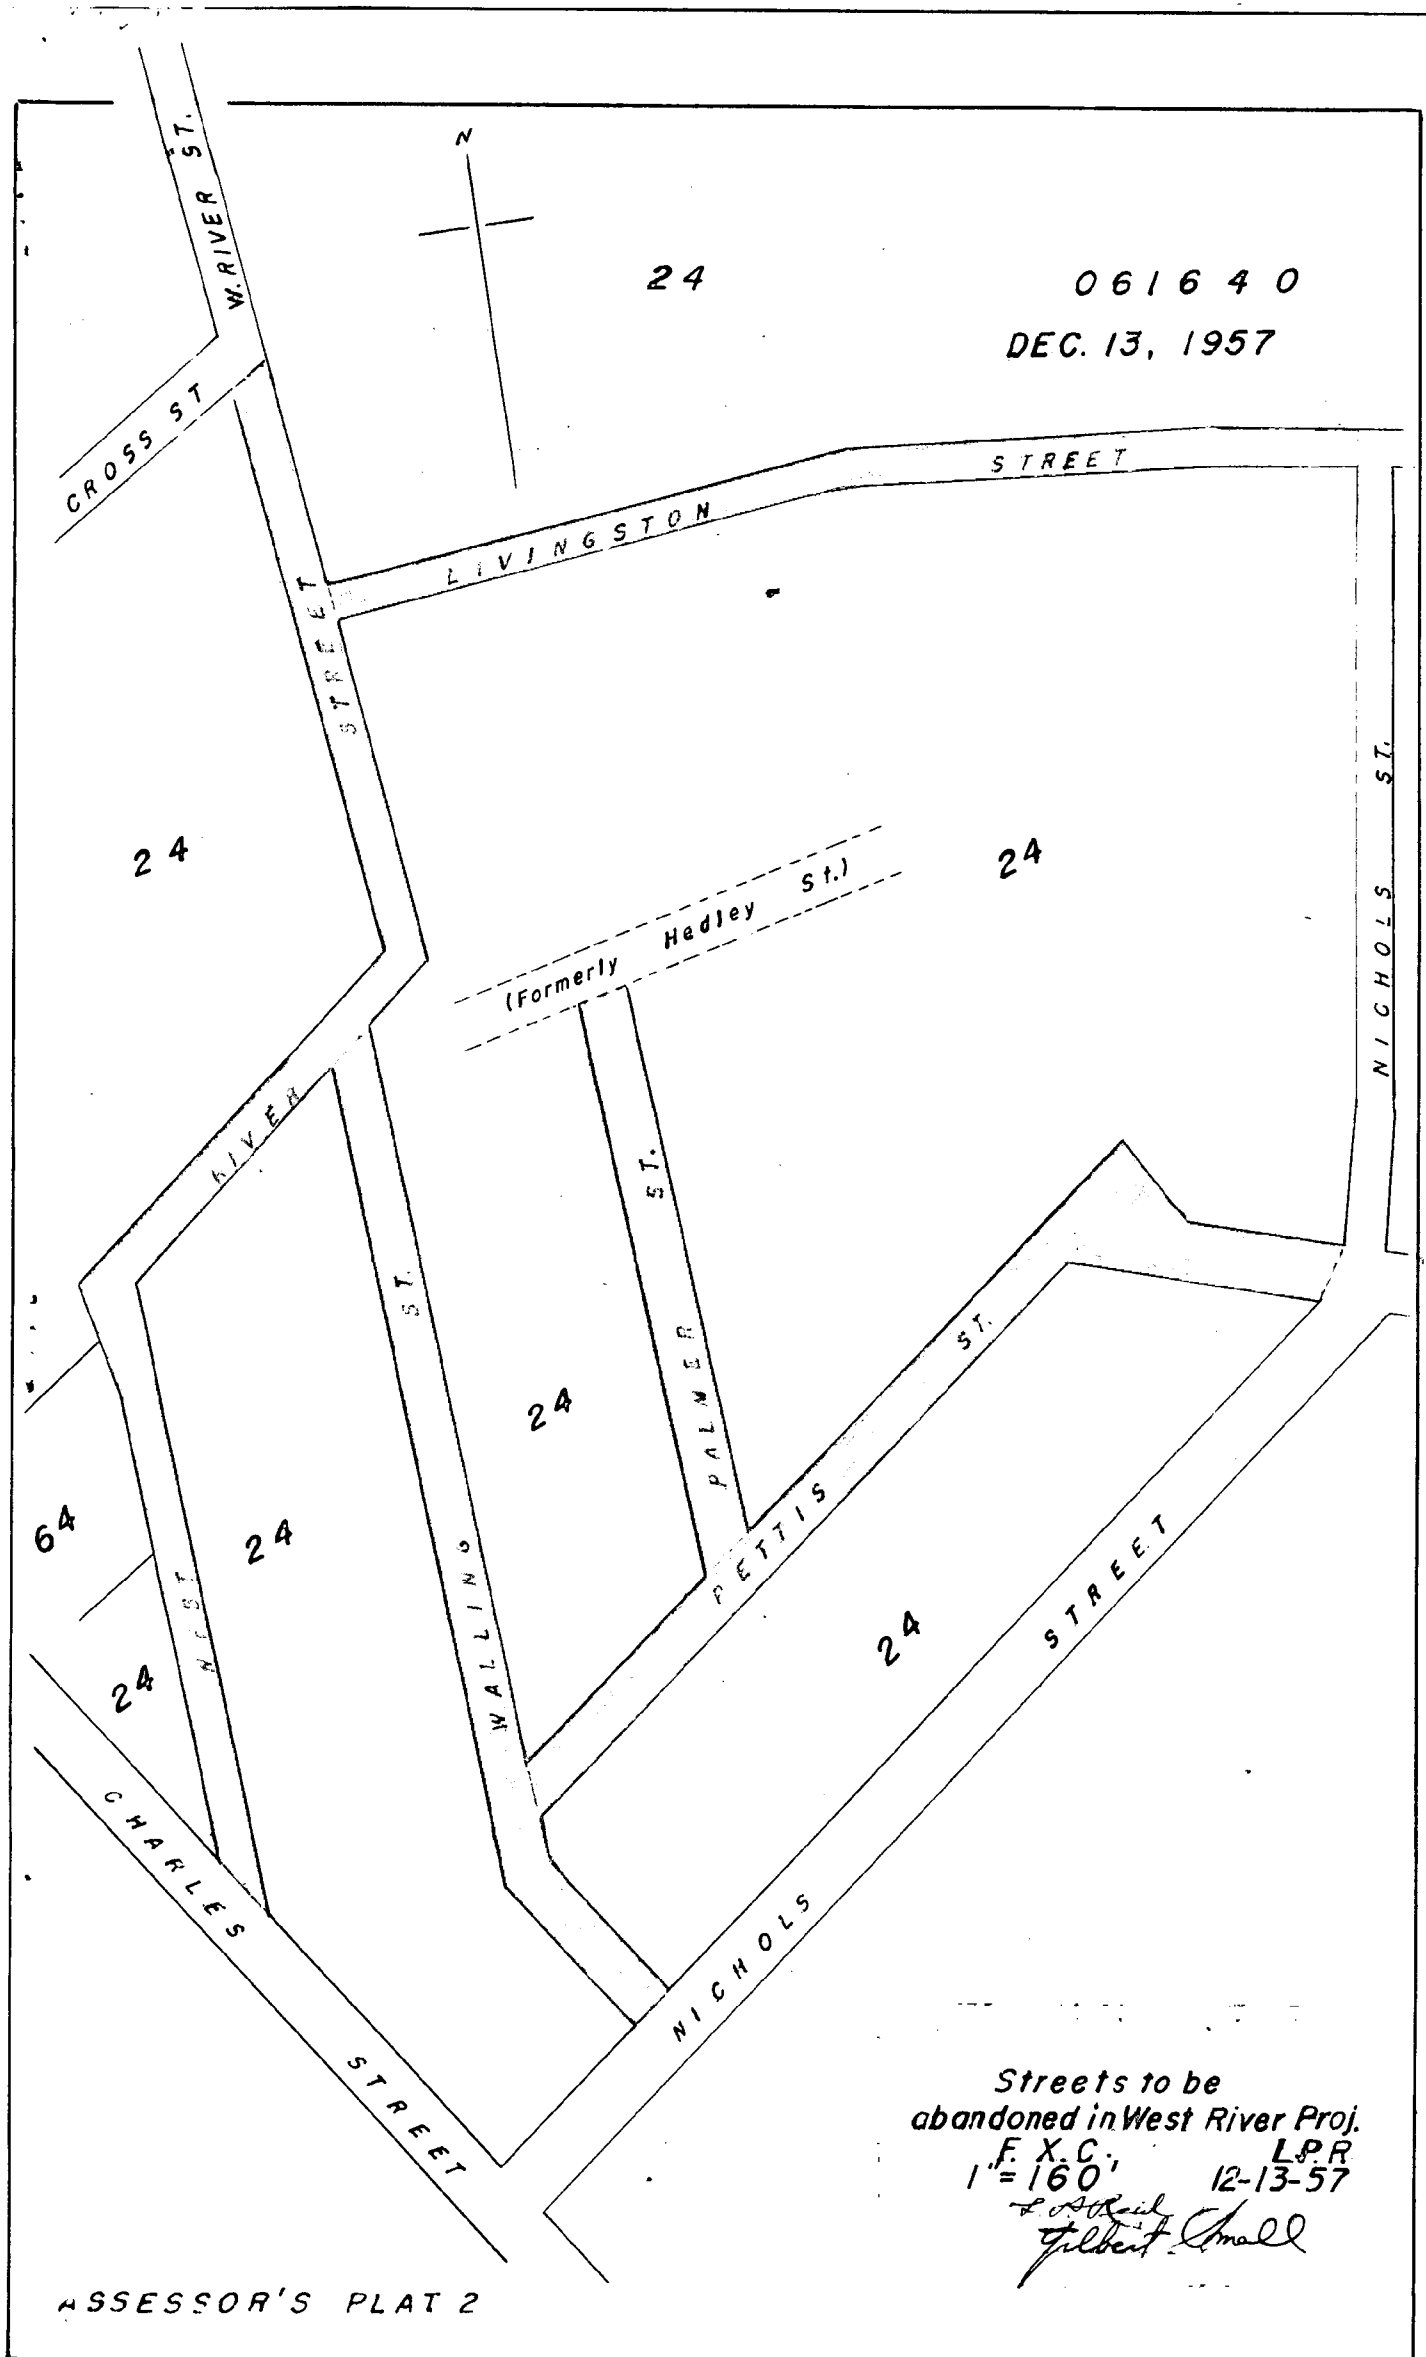 W. RIVER ST.
N
24
061640
DEC. 13, 1957
CROSS ST
LIVINGSTON STREET
STREET
24
(Formerly Hedley St.)
24
NICHOLS ST.
RIVER
ST.
ST.
PALMER
24
PETTIS ST.
64
24
WEST
WALLING
24
24
NICHOLS STREET
CHARLES STREET
Streets to be
abandoned in West River Proj.
F. X. C. L.P.R
1" = 160' 12-13-57
Gilbert Small
ASSESSOR'S PLAT 2